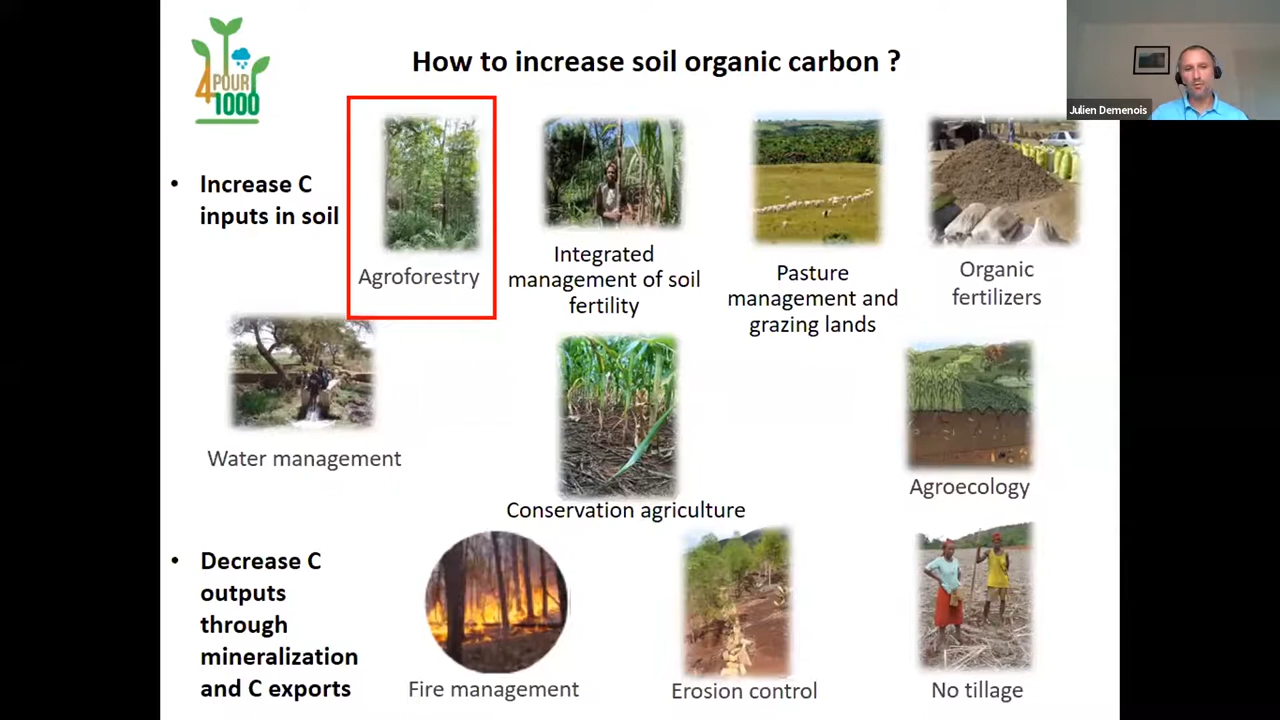 How to increase soil organic carbon ?
4
POUR
1000
Julien Demenois
• Increase C
inputs in soil
Agroforestry
Integrated
management of soil
fertility
Pasture
management and
grazing lands
Organic
fertilizers
Water management
Conservation agriculture
Agroecology
• Decrease C
outputs
through
mineralization
and C exports
Fire management
Erosion control
No tillage